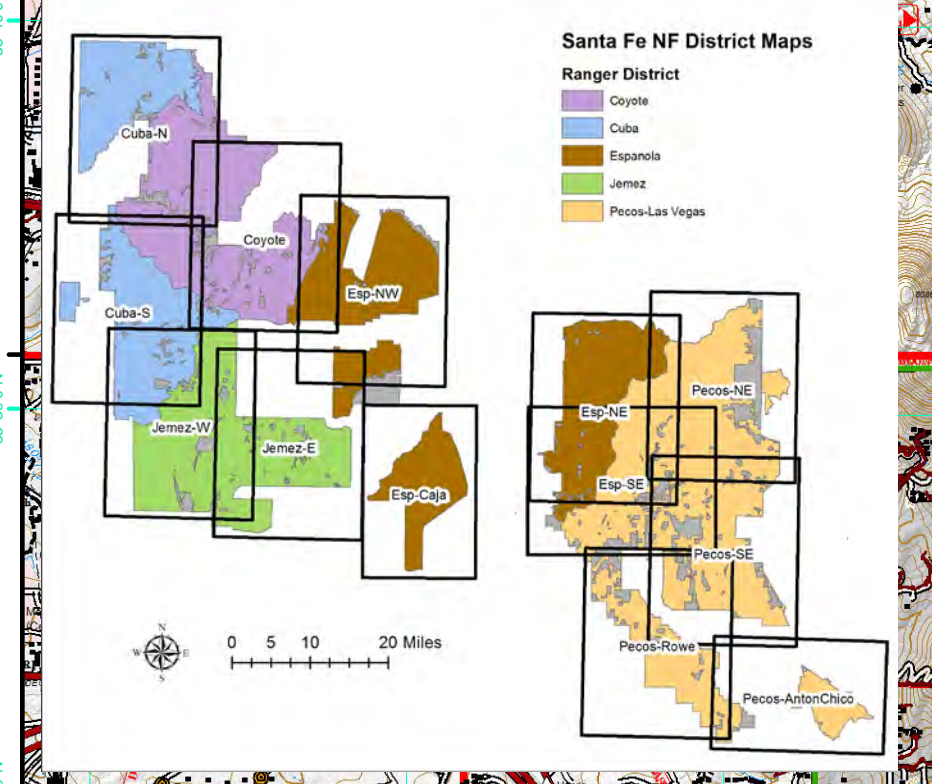 Santa Fe NF District Maps
Ranger District
Coyote
Cuba
Espanola
Jemez
Pecos-Las Vegas
Cuba-N
Coyote
Esp-NW
Cuba-S
Pecos-NE
Esp-NE
Jemez-W
Jemez-E
Esp-SE
Esp-Caja
Pecos-SE
N
W E
S
0 5 10 20 Miles
Pecos-Rowe
Pecos-AntonChico